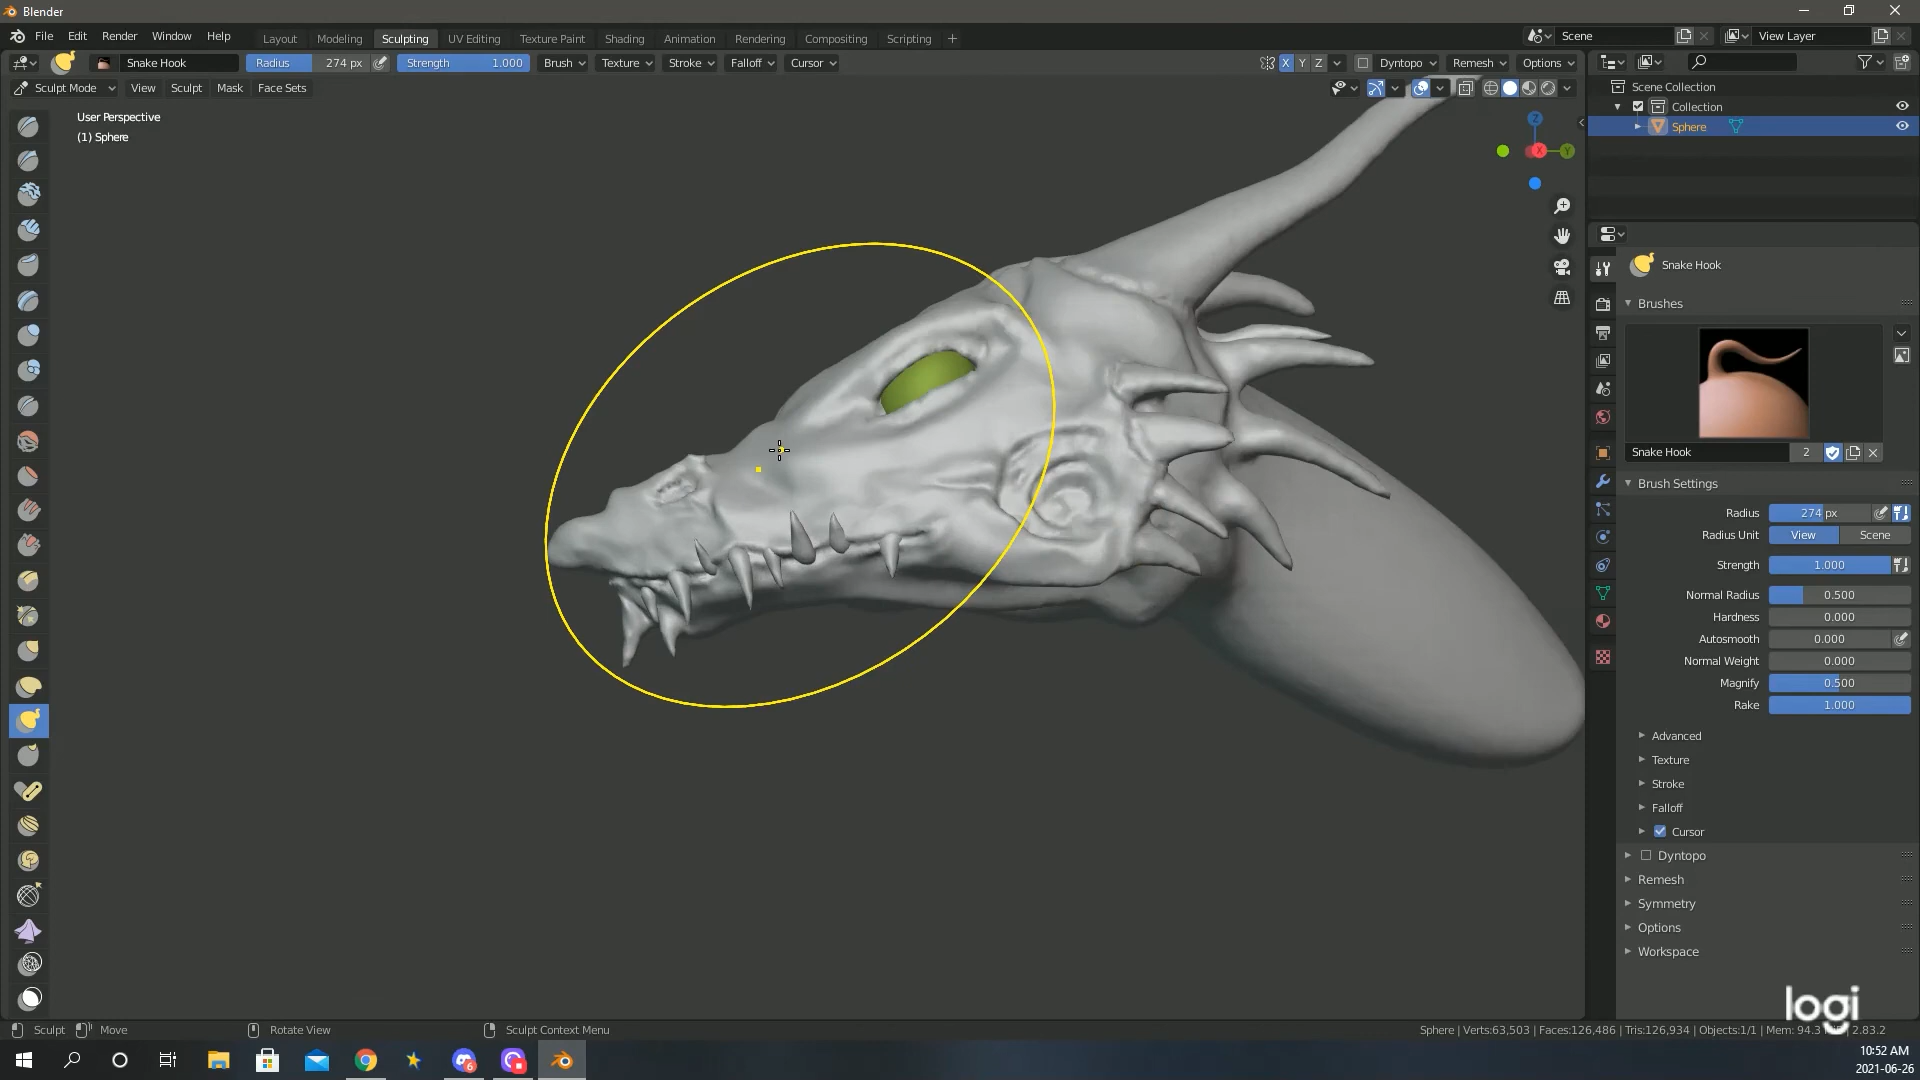 Blender
File Edit Render Window Help
Layout Modeling Sculpting UV Editing Texture Paint Shading Animation Rendering Compositing Scripting +
Scene
View Layer
Snake Hook
Radius 274 px
Strength 1.000
Brush Texture Stroke Falloff Cursor
X Y Z
Dyntopo Remesh Options
Sculpt Mode View Sculpt Mask Face Sets
User Perspective
(1) Sphere
Z
X
Y
Scene Collection
Collection
Sphere
Snake Hook
Brushes
Snake Hook 2
Brush Settings
Radius 274 px
Radius Unit View Scene
Strength 1.000
Normal Radius 0.500
Hardness 0.000
Autosmooth 0.000
Normal Weight 0.000
Magnify 0.500
Rake 1.000
Advanced
Texture
Stroke
Falloff
Cursor
Dyntopo
Remesh
Symmetry
Options
Workspace
logi
Sculpt Move Rotate View Sculpt Context Menu
Sphere | Verts:63,503 | Faces:126,486 | Tris:126,934 | Objects:1/1 | Mem: 94.3 2.83.2
6
10:52 AM
2021-06-26